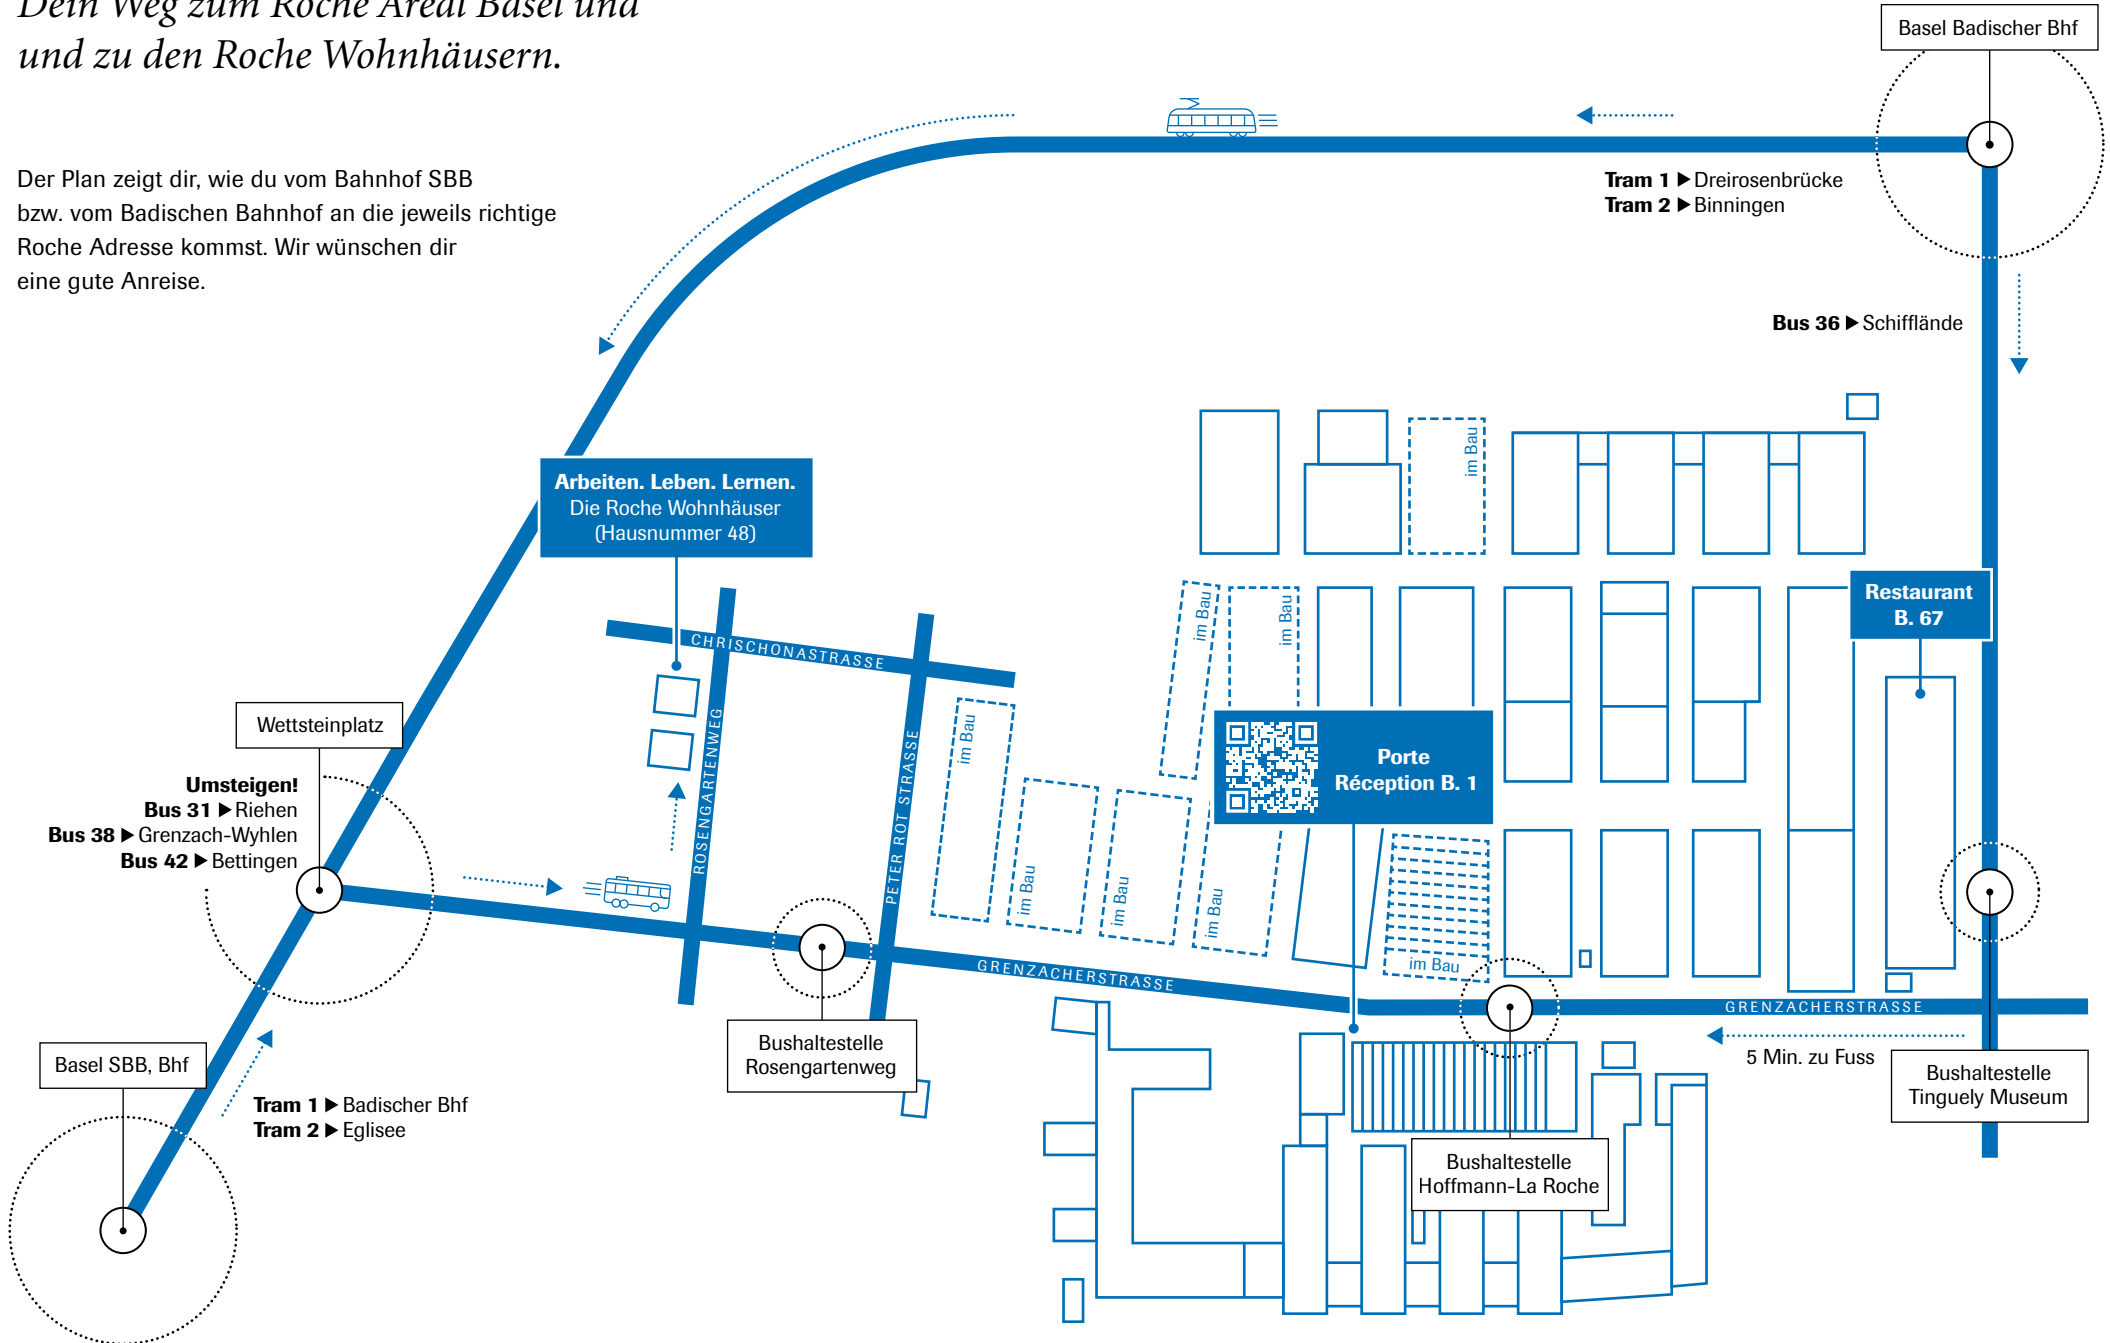 Dein Weg zum Roche Areal Basel und
und zu den Roche Wohnhäusern.
Der Plan zeigt dir, wie du vom Bahnhof SBB
bzw. vom Badischen Bahnhof an die jeweils richtige
Roche Adresse kommst. Wir wünschen dir
eine gute Anreise.
Basel Badischer Bhf
Tram 1 ▶ Dreirosenbrücke
Tram 2 ▶ Binningen
Bus 36 ▶ Schifflände
Arbeiten. Leben. Lernen.
Die Roche Wohnhäuser
(Hausnummer 48)
im Bau
im Bau
im Bau
Restaurant
B. 67
CHRISCHONASTRASSE
ROSENGARTENWEG
PETER ROT STRASSE
Wettsteinplatz
Umsteigen!
Bus 31 ▶ Riehen
Bus 38 ▶ Grenzach-Wyhlen
Bus 42 ▶ Bettingen
im Bau
im Bau
im Bau
im Bau
Porte
Réception B. 1
im Bau
GRENZACHERSTRASSE
GRENZACHERSTRASSE
5 Min. zu Fuss
Bushaltestelle
Rosengartenweg
Bushaltestelle
Tinguely Museum
Bushaltestelle
Hoffmann-La Roche
Basel SBB, Bhf
Tram 1 ▶ Badischer Bhf
Tram 2 ▶ Eglisee